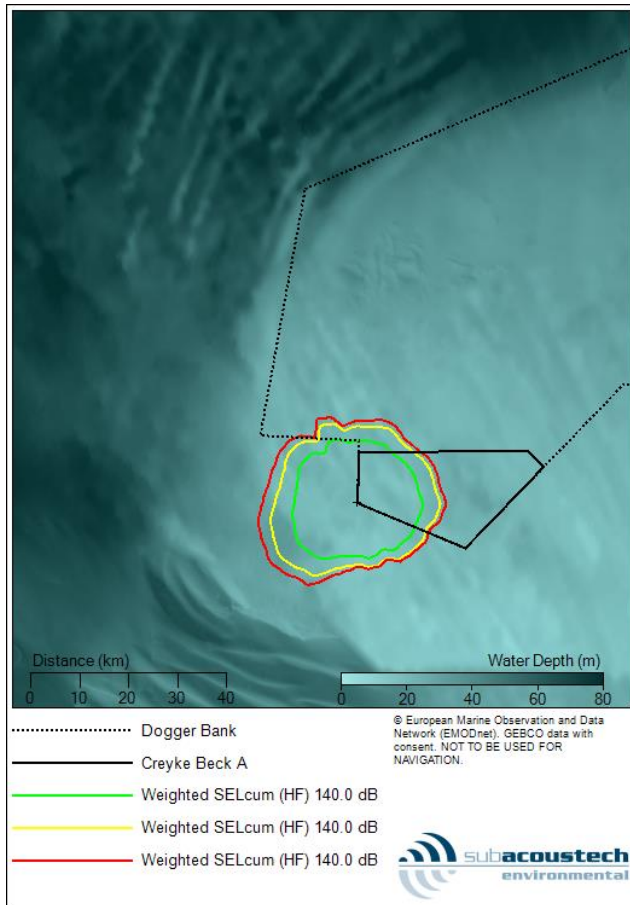 Distance (km)
0 10 20 30 40
Water Depth (m)
0 20 40 60 80
Dogger Bank
Creyke Beck A
Weighted SELcum (HF) 140.0 dB
Weighted SELcum (HF) 140.0 dB
Weighted SELcum (HF) 140.0 dB
© European Marine Observation and Data
Network (EMODnet). GEBCO data with
consent. NOT TO BE USED FOR
NAVIGATION.
subacoustech
environmental